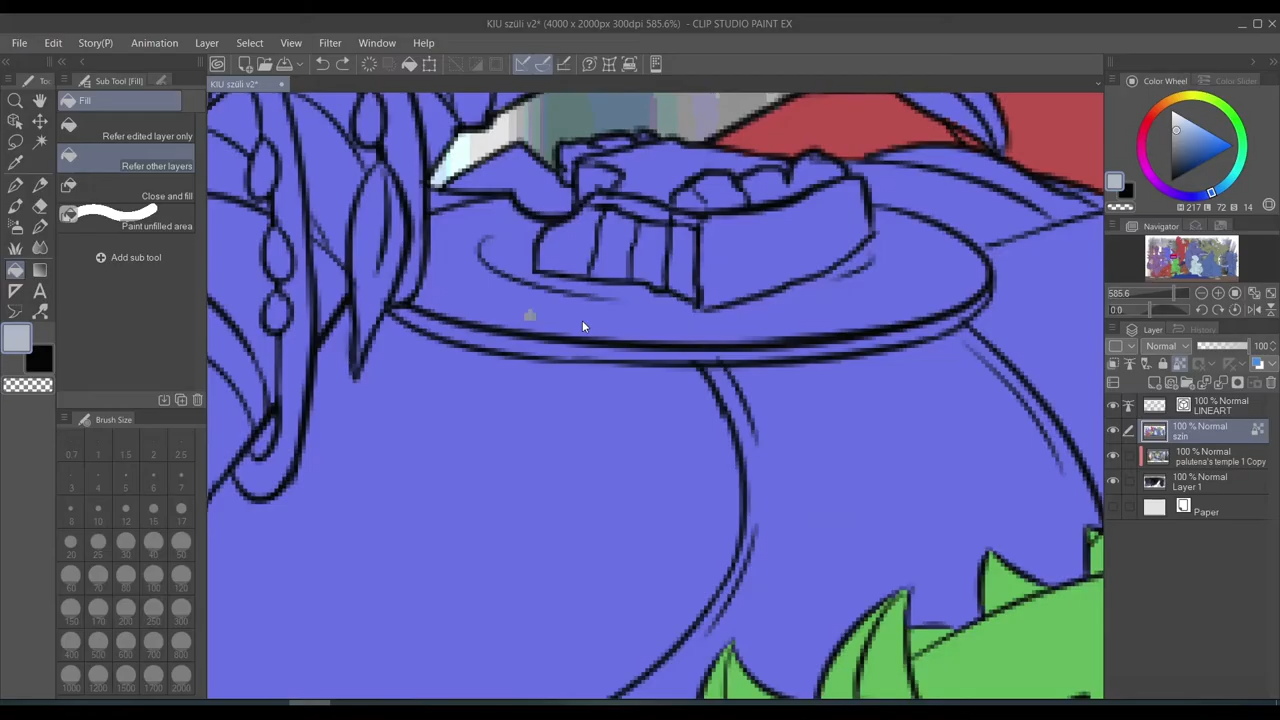 KIU szüli v2* (4000 x 2000px 300dpi 585.6%) - CLIP STUDIO PAINT EX
File Edit Story(P) Animation Layer Select View Filter Window Help
KIU szüli v2*
Sub Tool [Fill]
Fill
Refer edited layer only
Refer other layers
Close and fill
Paint unfilled area
Add sub tool
Brush Size
0.7 1 1.5 2 2.5
3 4 5 6 7
8 10 12 15 17
20 25 30 40 50
60 70 80 100 120
150 170 200 250 300
400 500 600 700 800
1000 1200 1500 1700 2000
Color Wheel Color Slider
H 217 L 72 S 14
Navigator
585.6
0.0
Layer History
Normal 100
100 % Normal
LINEART
100 % Normal
szín
100 % Normal
palutena's temple 1 Copy
100 % Normal
Layer 1
Paper